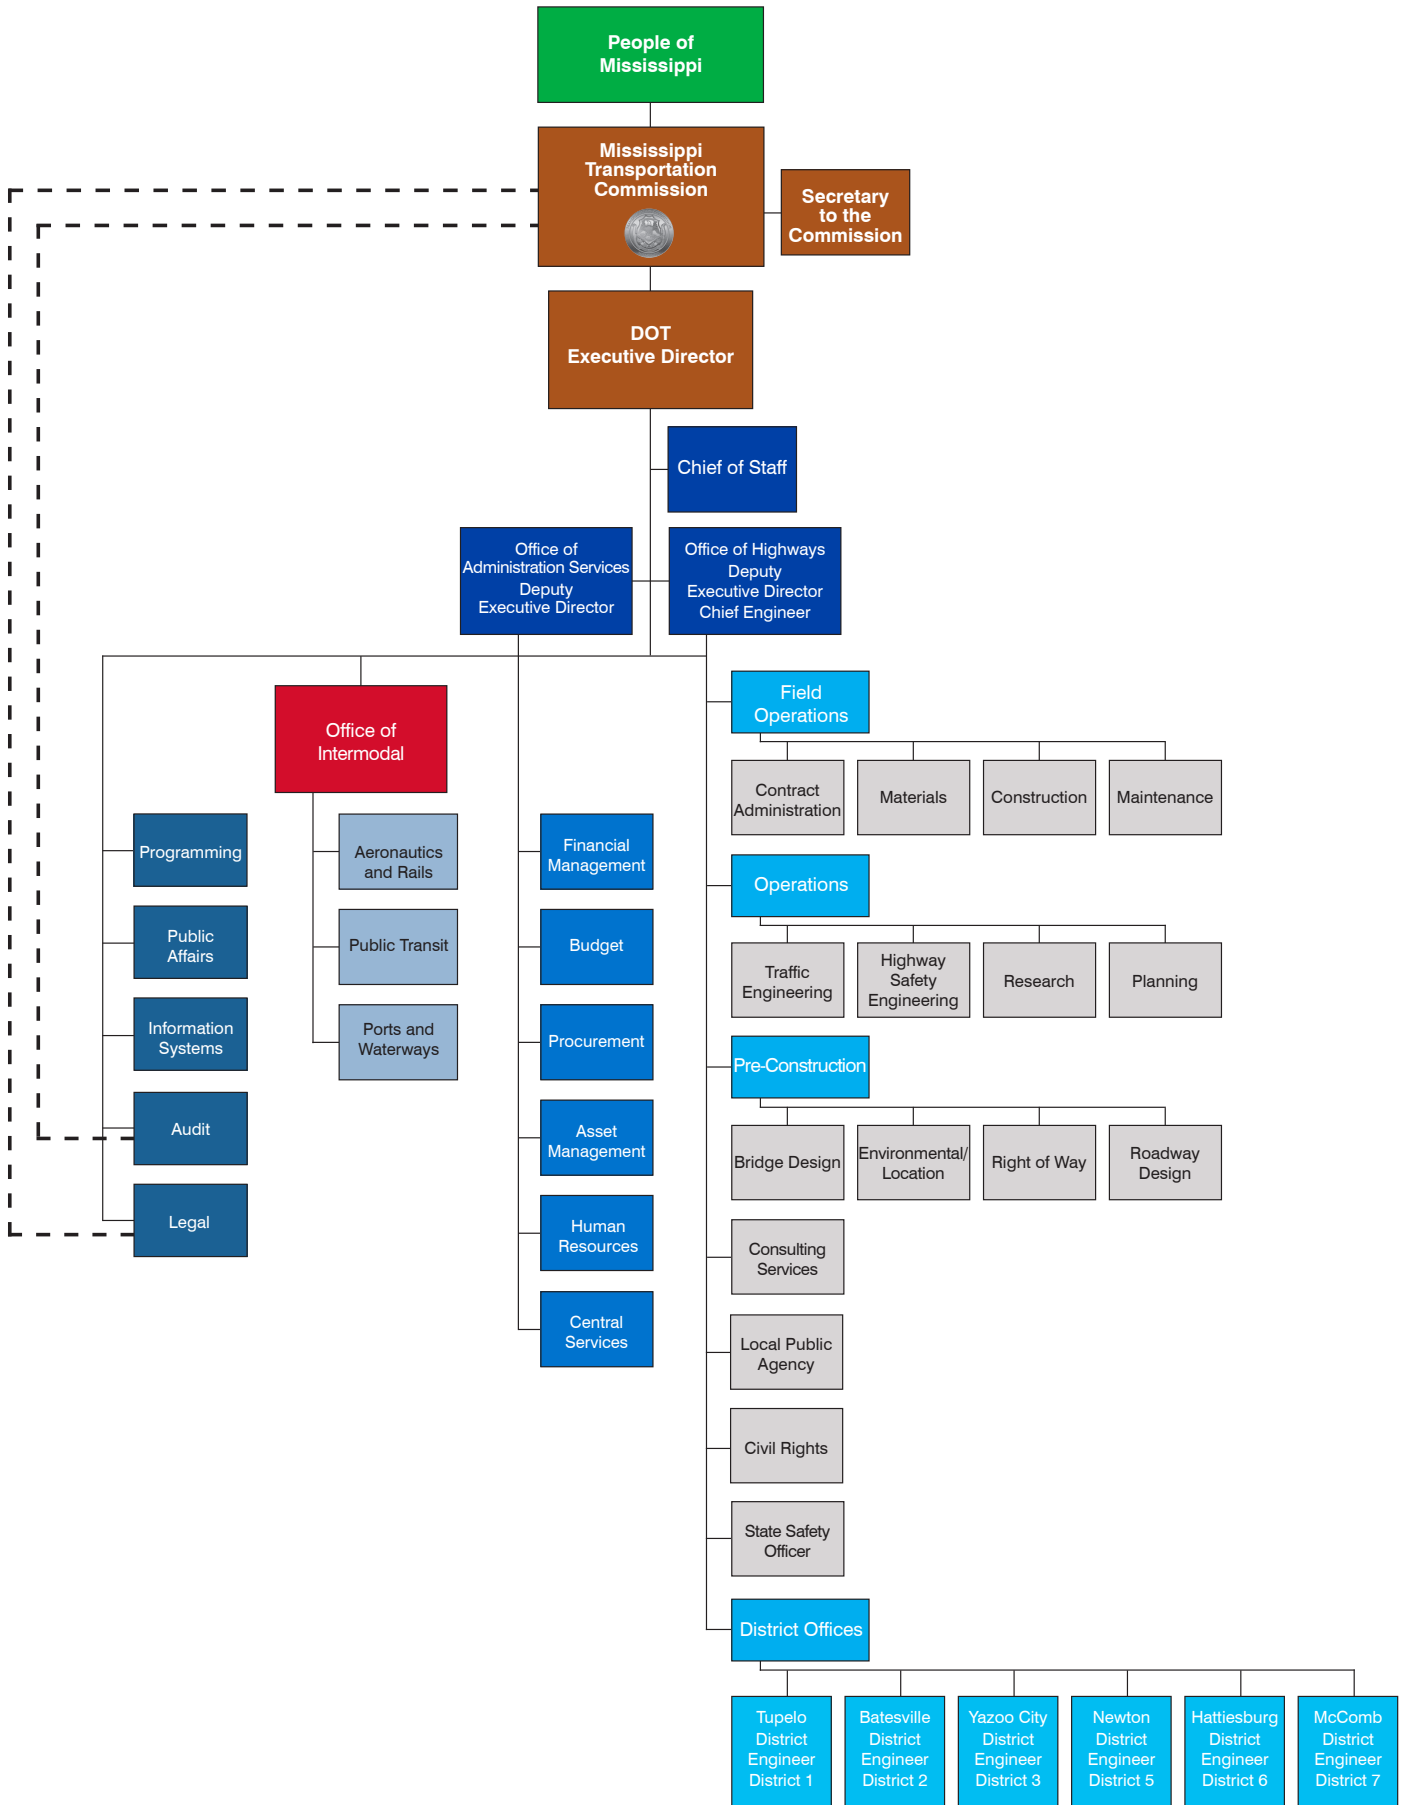 People of
Mississippi
Mississippi
Transportation
Commission
Secretary
to the
Commission
DOT
Executive Director
Chief of Staff
Office of
Administration Services
Deputy
Executive Director
Office of Highways
Deputy
Executive Director
Chief Engineer
Office of
Intermodal
Programming
Public
Affairs
Information
Systems
Audit
Legal
Aeronautics
and Rails
Public Transit
Ports and
Waterways
Financial
Management
Budget
Procurement
Asset
Management
Human
Resources
Central
Services
Field
Operations
Contract
Administration
Materials
Construction
Maintenance
Operations
Traffic
Engineering
Highway
Safety
Engineering
Research
Planning
Pre-Construction
Bridge Design
Environmental/
Location
Right of Way
Roadway
Design
Consulting
Services
Local Public
Agency
Civil Rights
State Safety
Officer
District Offices
Tupelo
District
Engineer
District 1
Batesville
District
Engineer
District 2
Yazoo City
District
Engineer
District 3
Newton
District
Engineer
District 5
Hattiesburg
District
Engineer
District 6
McComb
District
Engineer
District 7